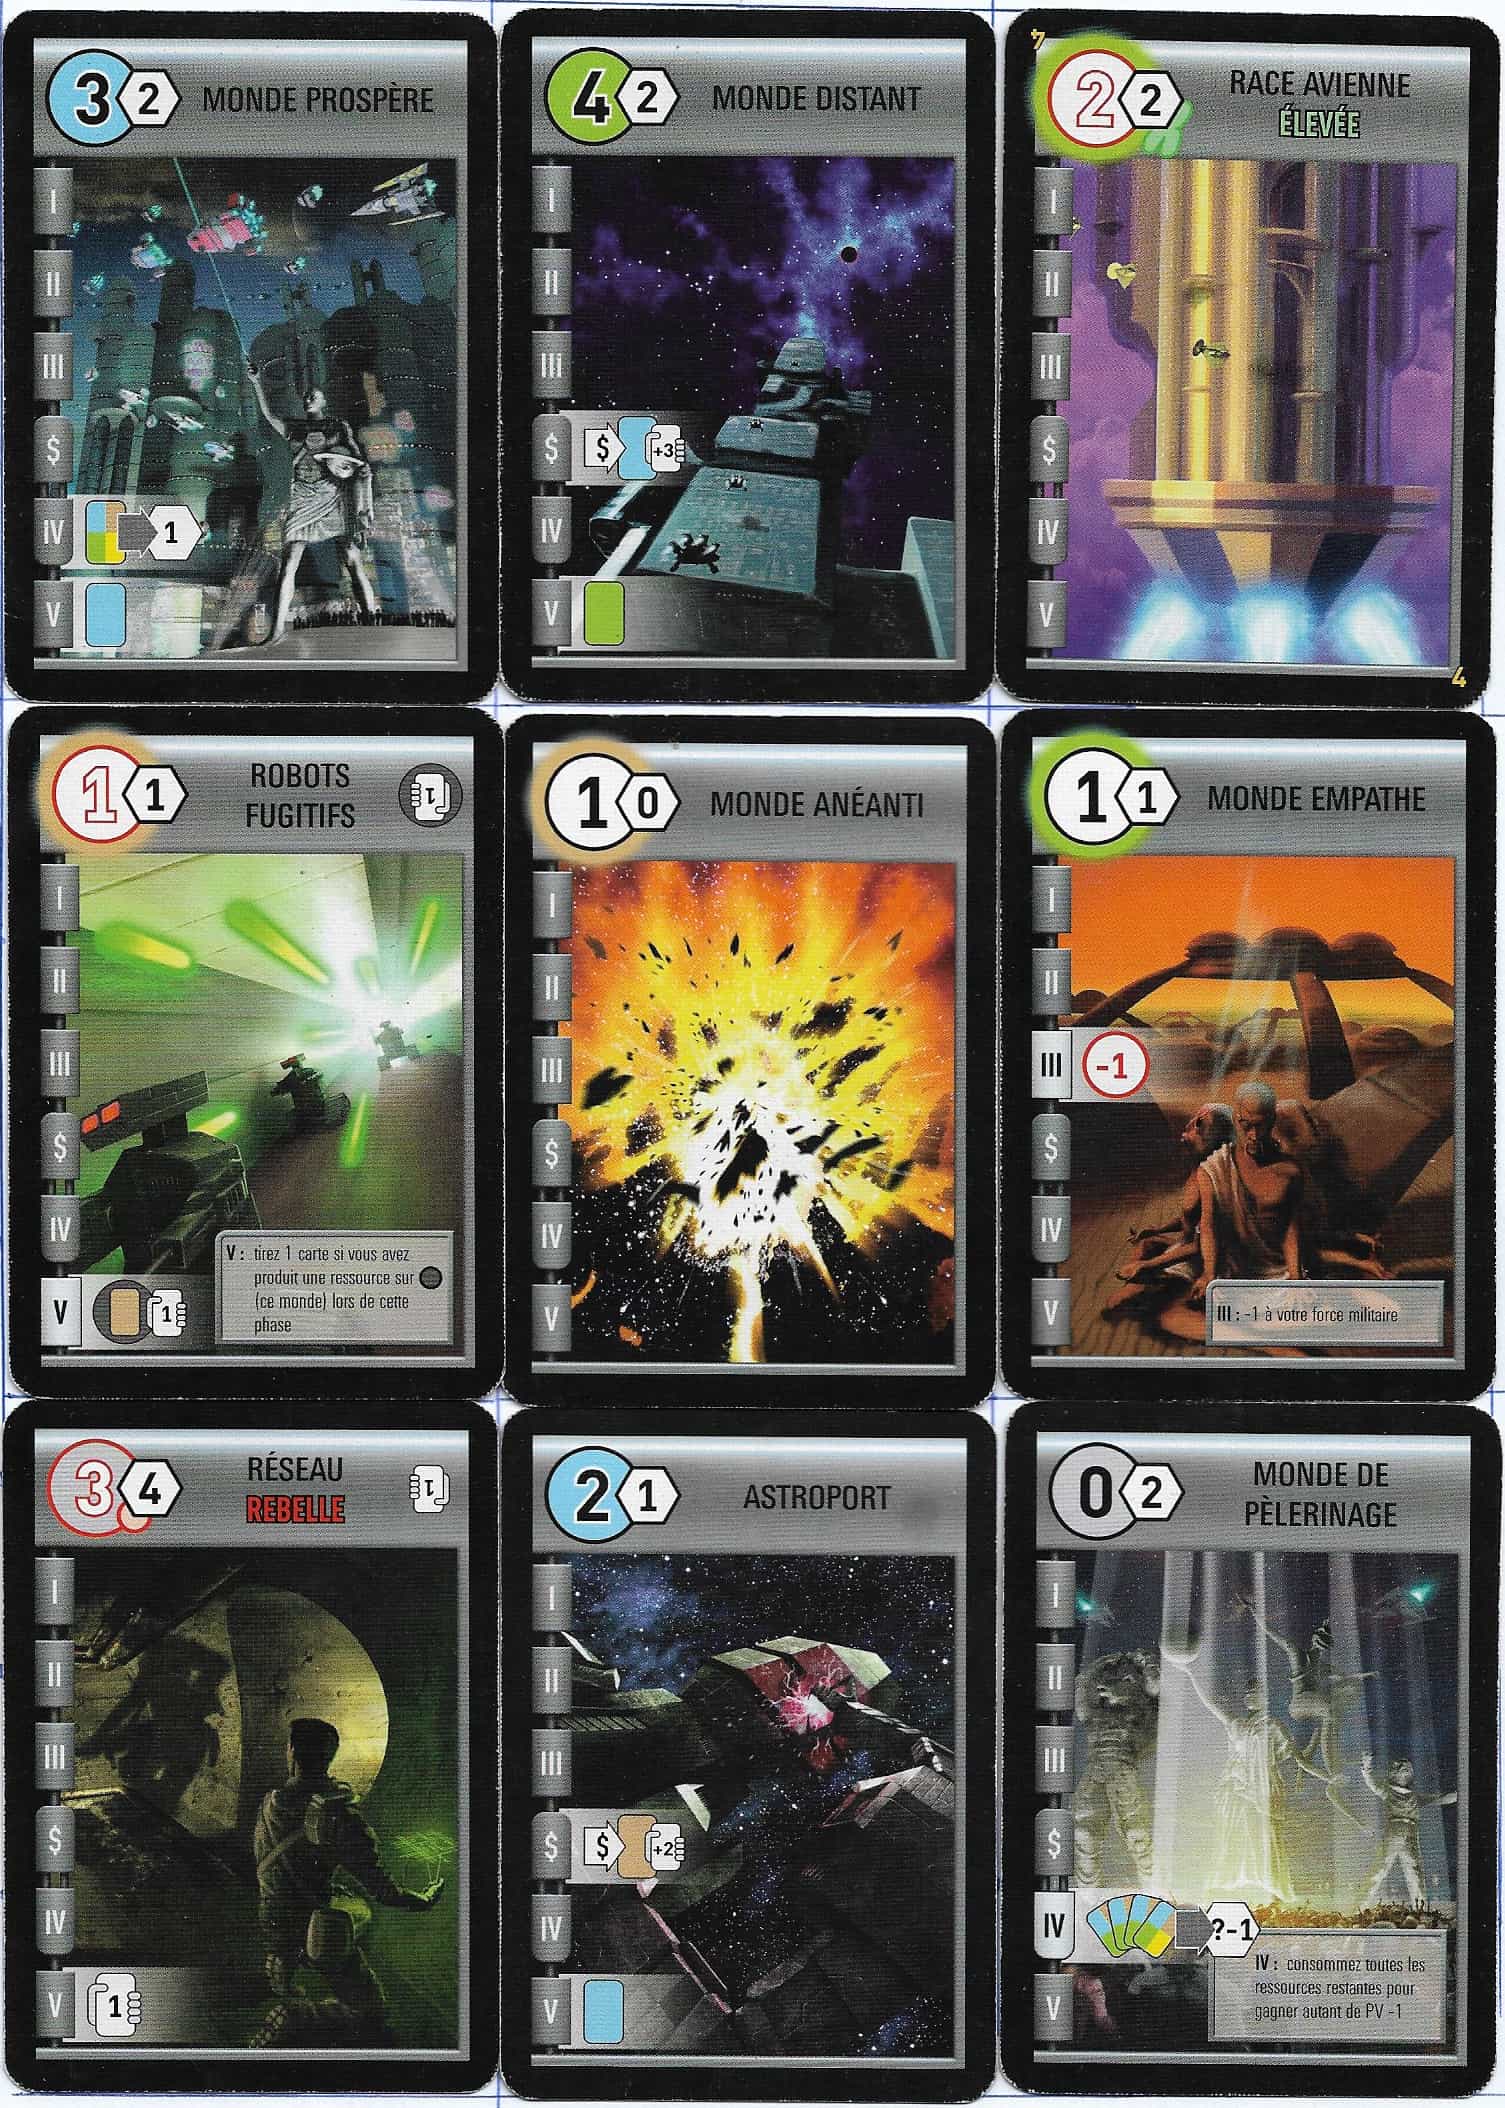 3 2 MONDE PROSPÈRE
I
II
III
$
IV 1
V
4 2 MONDE DISTANT
I
II
III
$ $ +3
IV
V
4
2 2 RACE AVIENNE
ÉLEVÉE
I
II
III
$
IV
V
4
1 1 ROBOTS
FUGITIFS 1
I
II
III
$
IV
V 1
V : tirez 1 carte si vous avez
produit une ressource sur
(ce monde) lors de cette
phase
1 0 MONDE ANÉANTI
I
II
III
$
IV
V
1 1 MONDE EMPATHE
I
II
III -1
$
IV
V
III : -1 à votre force militaire
3 4 RÉSEAU
REBELLE 1
I
II
III
$
IV
V 1
2 1 ASTROPORT
I
II
III
$ $ +2
IV
V
0 2 MONDE DE
PÈLERINAGE
I
II
III
$
IV ?-1
V
IV : consommez toutes les
ressources restantes pour
gagner autant de PV -1